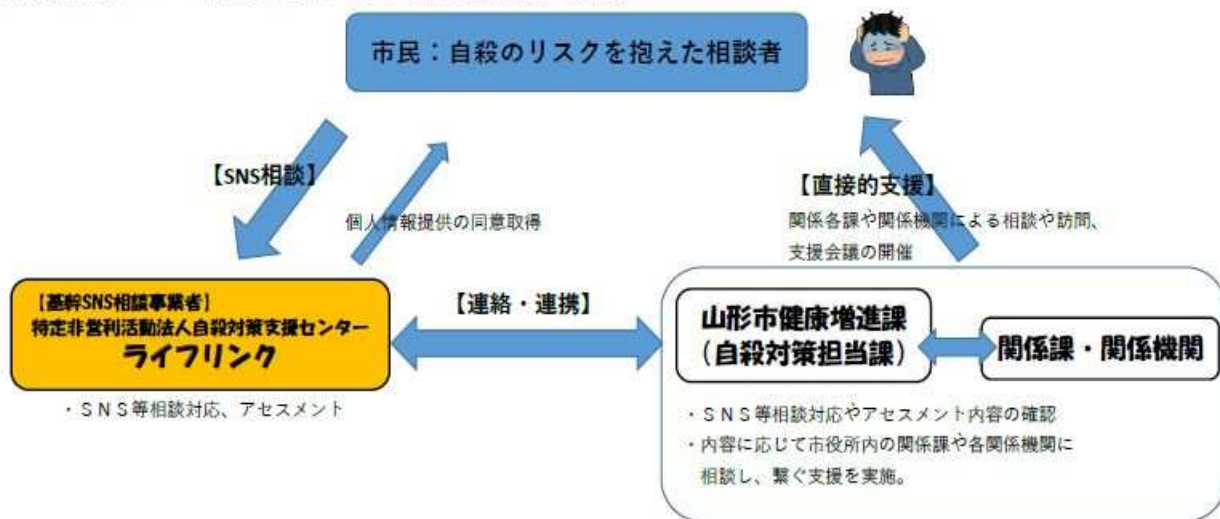 市民：自殺のリスクを抱えた相談者
【SNS相談】
個人情報提供の同意取得
【直接的支援】
関係各課や関係機関による相談や訪問、
支援会議の開催
【基幹SNS相談事業者】
特定非営利活動法人自殺対策支援センター
ライフリンク
・ＳＮＳ等相談対応、アセスメント
【連絡・連携】
山形市健康増進課
（自殺対策担当課）
関係課・関係機関
・ＳＮＳ等相談対応やアセスメント内容の確認
・内容に応じて市役所内の関係課や各関係機関に
相談し、繋ぐ支援を実施。